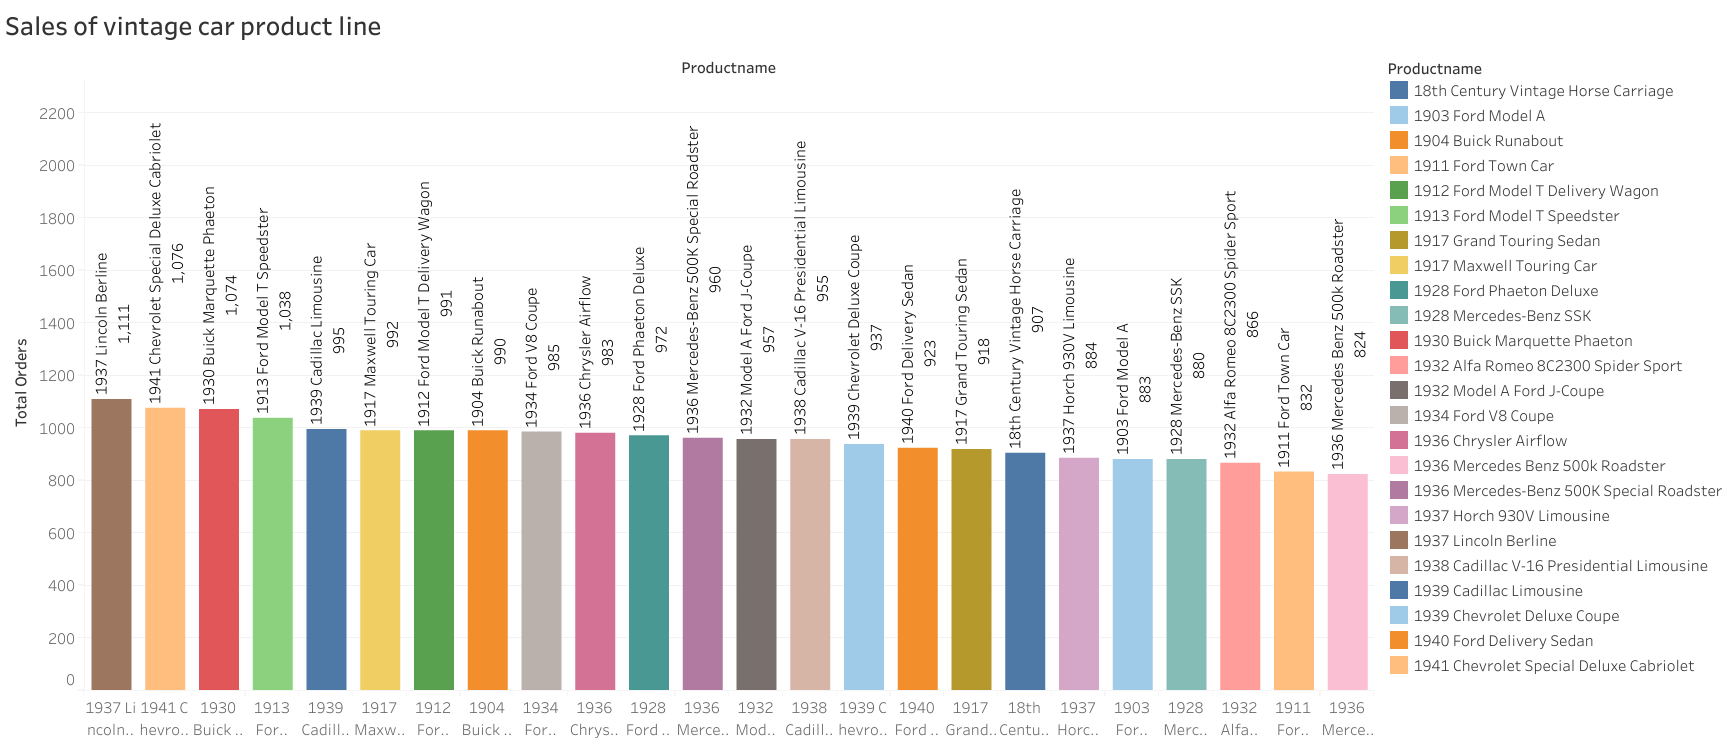 Sales of vintage car product line
Productname
Total Orders
2200
2000
1800
1600
1400
1200
1000
800
600
400
200
0
1937 Lincoln Berline
1,111
1941 Chevrolet Special Deluxe Cabriolet
1,076
1930 Buick Marquette Phaeton
1,074
1913 Ford Model T Speedster
1,038
1939 Cadillac Limousine
995
1917 Maxwell Touring Car
992
1912 Ford Model T Delivery Wagon
991
1904 Buick Runabout
990
1934 Ford V8 Coupe
985
1936 Chrysler Airflow
983
1928 Ford Phaeton Deluxe
972
1936 Mercedes-Benz 500K Special Roadster
960
1932 Model A Ford J-Coupe
957
1938 Cadillac V-16 Presidential Limousine
955
1939 Chevrolet Deluxe Coupe
937
1940 Ford Delivery Sedan
923
1917 Grand Touring Sedan
918
18th Century Vintage Horse Carriage
907
1937 Horch 930V Limousine
884
1903 Ford Model A
883
1928 Mercedes-Benz SSK
880
1932 Alfa Romeo 8C2300 Spider Sport
866
1911 Ford Town Car
832
1936 Mercedes Benz 500k Roadster
824
1937 Li
ncoln..
1941 C
hevro..
1930
Buick ..
1913
For..
1939
Cadill..
1917
Maxw..
1912
For..
1904
Buick ..
1934
For..
1936
Chrys..
1928
Ford ..
1936
Merce..
1932
Mod..
1938
Cadill..
1939 C
hevro..
1940
Ford ..
1917
Grand..
18th
Centu..
1937
Horc..
1903
For..
1928
Merc..
1932
Alfa..
1911
For..
1936
Merce..
Productname
18th Century Vintage Horse Carriage
1903 Ford Model A
1904 Buick Runabout
1911 Ford Town Car
1912 Ford Model T Delivery Wagon
1913 Ford Model T Speedster
1917 Grand Touring Sedan
1917 Maxwell Touring Car
1928 Ford Phaeton Deluxe
1928 Mercedes-Benz SSK
1930 Buick Marquette Phaeton
1932 Alfa Romeo 8C2300 Spider Sport
1932 Model A Ford J-Coupe
1934 Ford V8 Coupe
1936 Chrysler Airflow
1936 Mercedes Benz 500k Roadster
1936 Mercedes-Benz 500K Special Roadster
1937 Horch 930V Limousine
1937 Lincoln Berline
1938 Cadillac V-16 Presidential Limousine
1939 Cadillac Limousine
1939 Chevrolet Deluxe Coupe
1940 Ford Delivery Sedan
1941 Chevrolet Special Deluxe Cabriolet